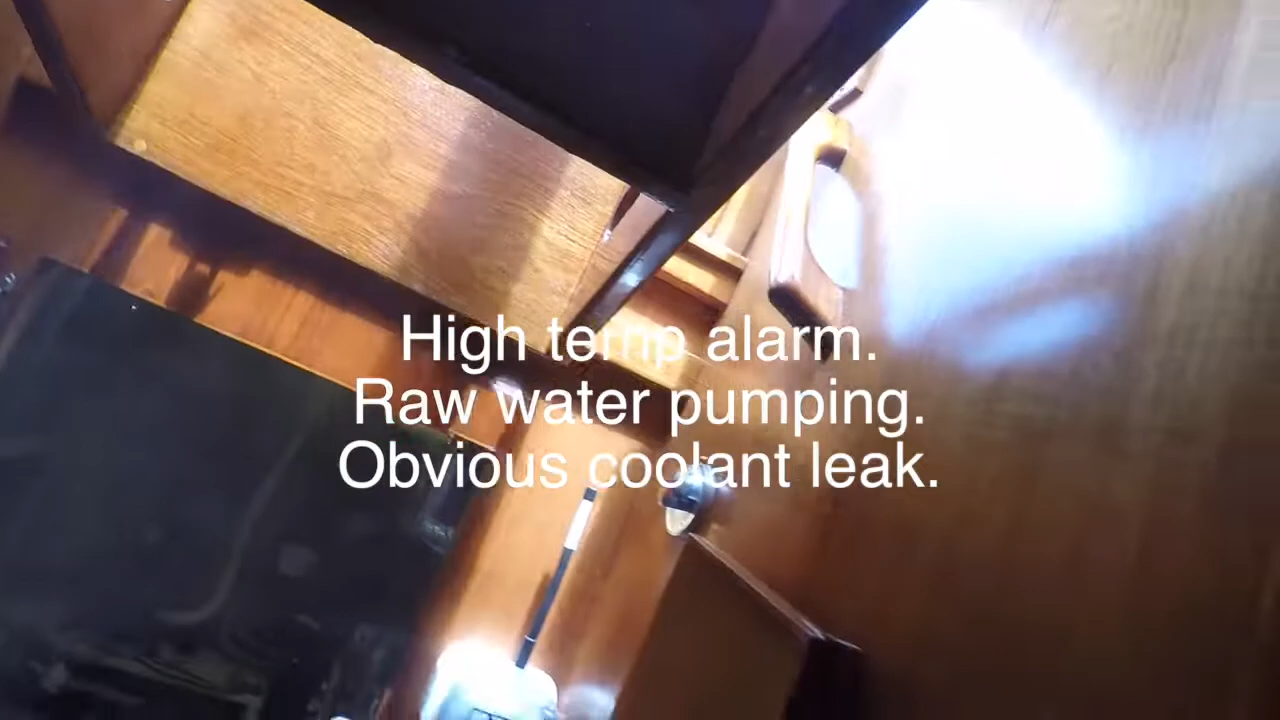 High temp alarm.
Raw water pumping.
Obvious coolant leak.